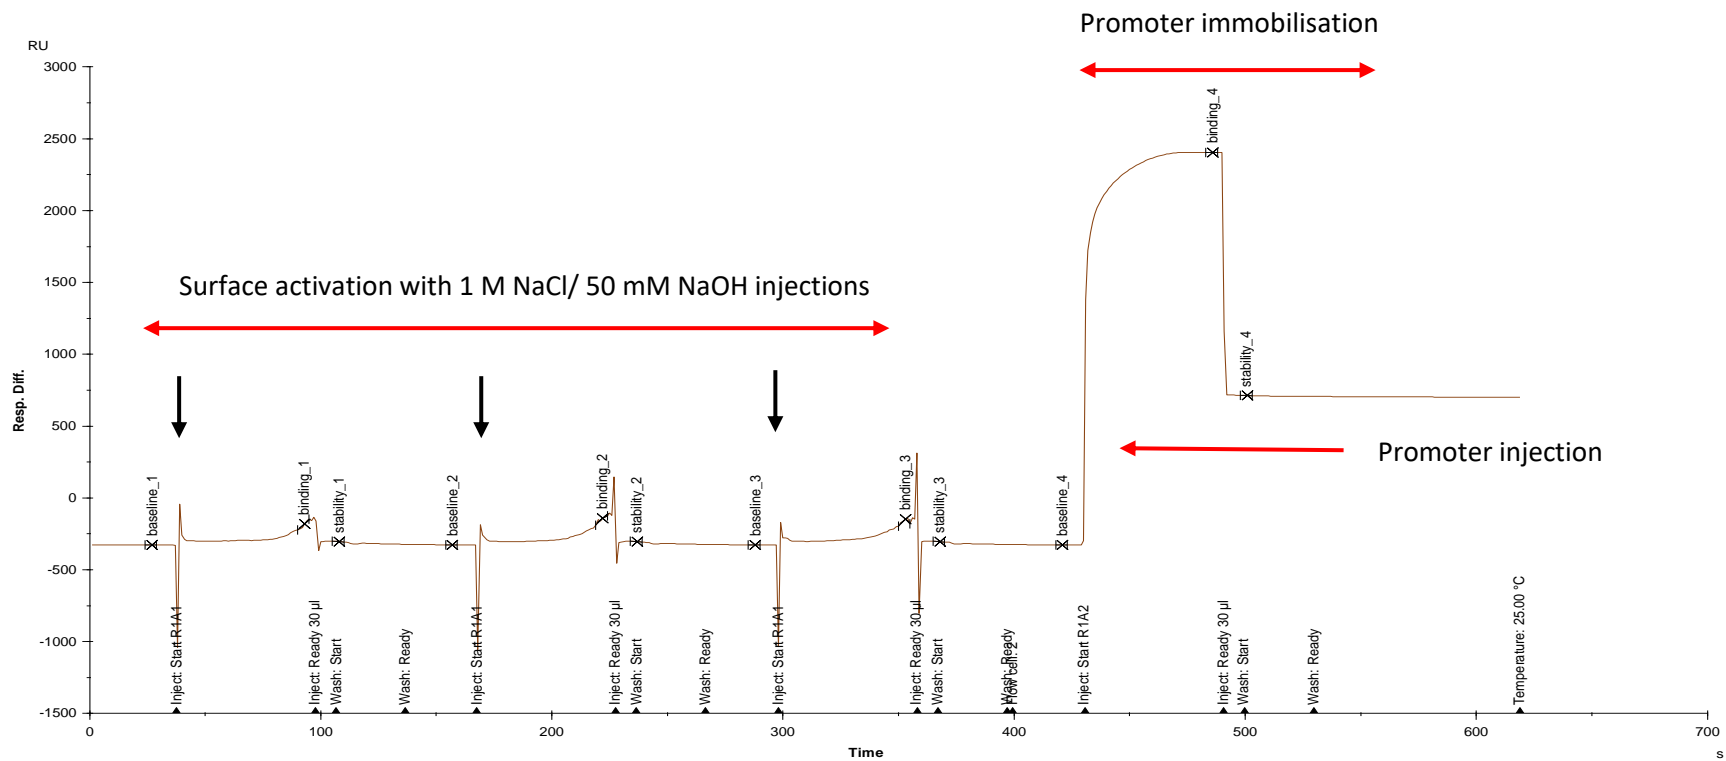 Promoter immobilisation
RU
3000
2500
2000
1500
1000
500
0
-500
-1000
-1500
Resp. Diff.
Surface activation with 1 M NaCl/ 50 mM NaOH injections
Promoter injection
baseline_1
binding_1
stability_1
baseline_2
binding_2
stability_2
baseline_3
binding_3
stability_3
baseline_4
binding_4
stability_4
Inject: Start R1A1
Inject: Ready 30 µl
Wash: Start
Wash: Ready
Inject: Start R1A1
Inject: Ready 30 µl
Wash: Start
Wash: Ready
Inject: Start R1A1
Inject: Ready 30 µl
Wash: Start
Wash: Ready
Flow cell: 2
Inject: Start R1A2
Inject: Ready 30 µl
Wash: Start
Wash: Ready
Temperature: 25.00 °C
0 100 200 300 400 500 600 700
Time
s